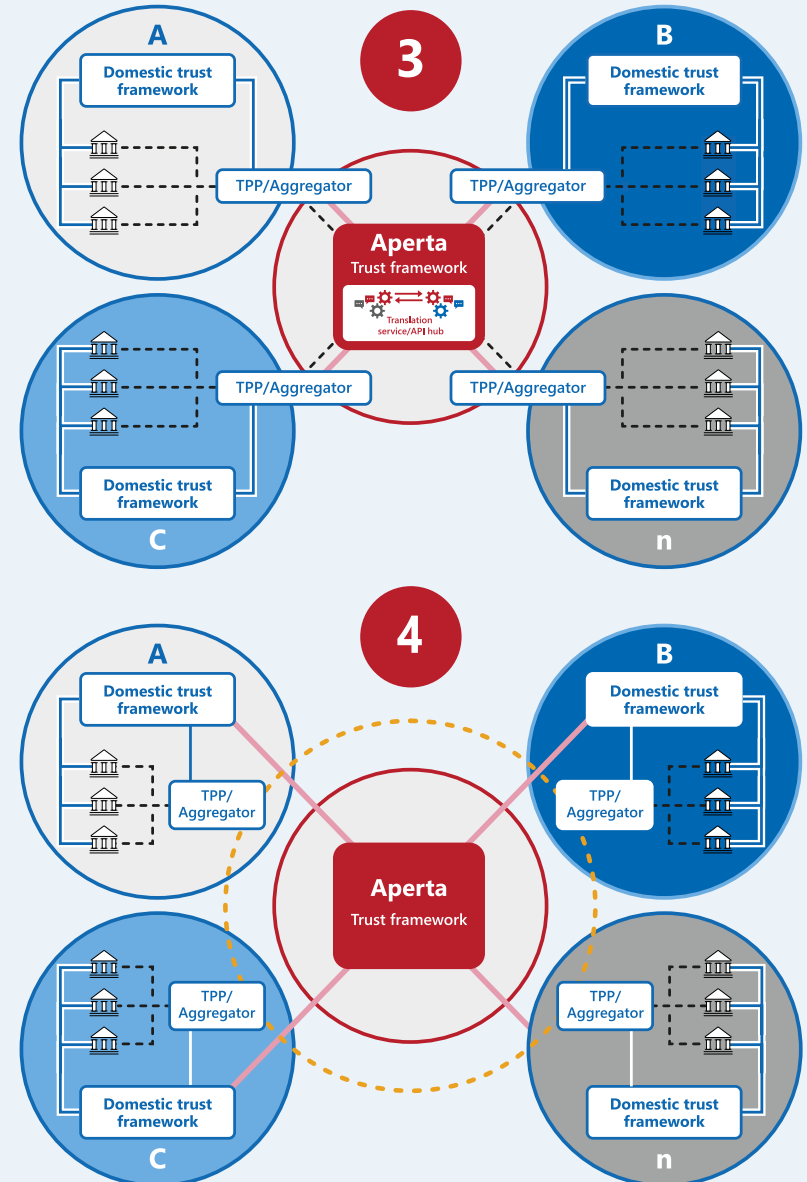 3
A
Domestic trust
framework
TPP/Aggregator
B
Domestic trust
framework
TPP/Aggregator
Aperta
Trust framework
Translation
service/API hub
TPP/Aggregator
Domestic trust
framework
C
TPP/Aggregator
Domestic trust
framework
n
4
A
Domestic trust
framework
TPP/
Aggregator
B
Domestic trust
framework
TPP/
Aggregator
Aperta
Trust framework
TPP/
Aggregator
Domestic trust
framework
C
TPP/
Aggregator
Domestic trust
framework
n